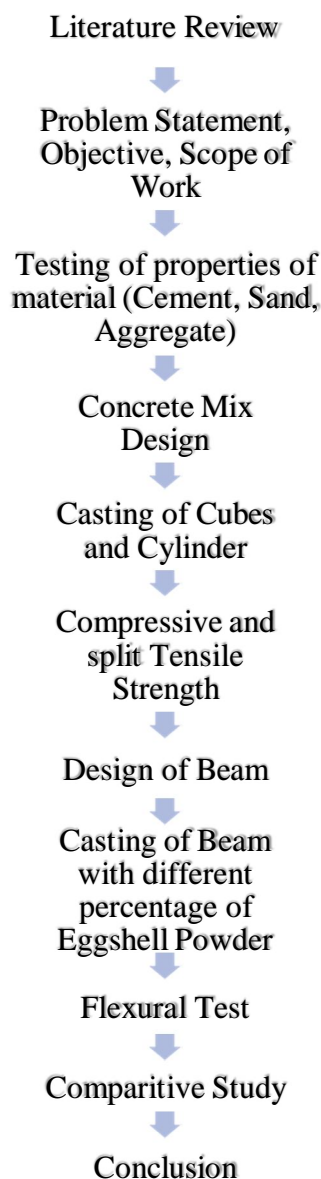 Literature Review
Problem Statement,
Objective, Scope of
Work
Testing of properties of
material (Cement, Sand,
Aggregate)
Concrete Mix
Design
Casting of Cubes
and Cylinder
Compressive and
split Tensile
Strength
Design of Beam
Casting of Beam
with different
percentage of
Eggshell Powder
Flexural Test
Comparitive Study
Conclusion